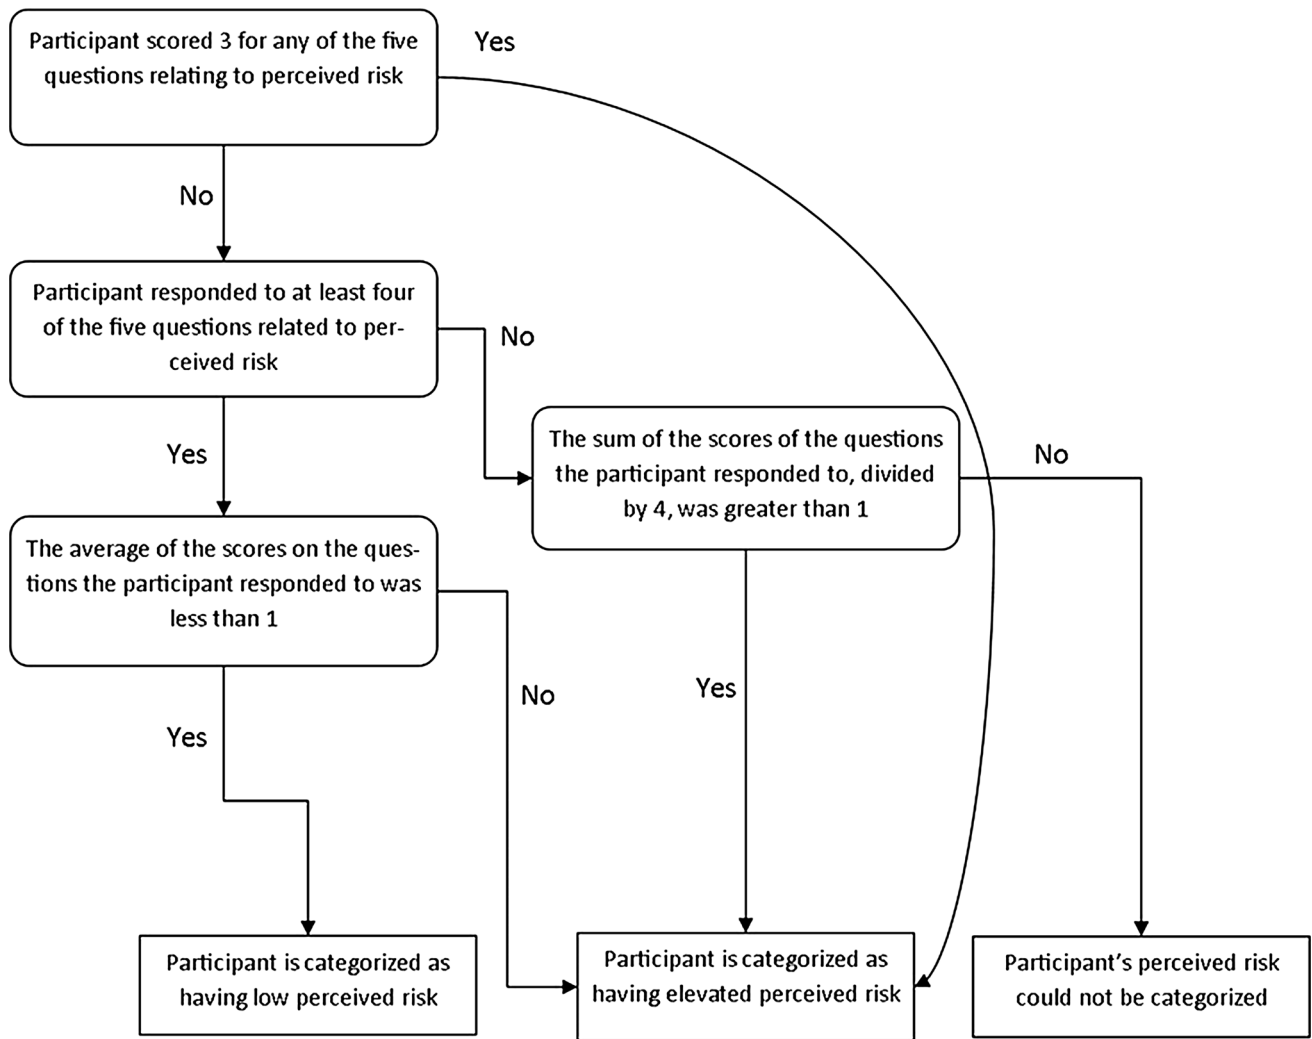 Participant scored 3 for any of the five
questions relating to perceived risk
Yes
No
Participant responded to at least four
of the five questions related to per-
ceived risk
No
Yes
The sum of the scores of the questions
the participant responded to, divided
by 4, was greater than 1
No
The average of the scores on the ques-
tions the participant responded to was
less than 1
No
Yes
Yes
Participant is categorized as
having low perceived risk
Participant is categorized as
having elevated perceived risk
Participant’s perceived risk
could not be categorized